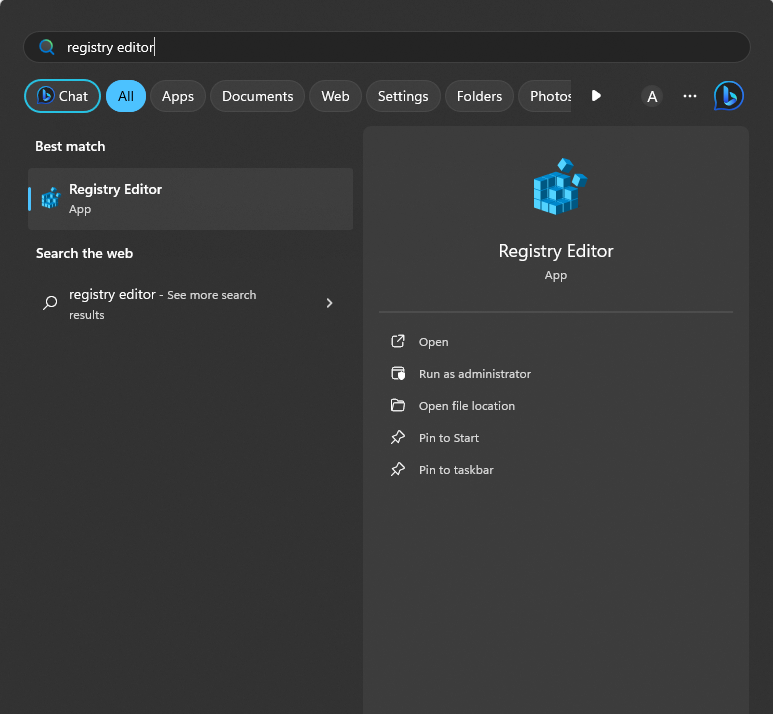 registry editor
Chat All Apps Documents Web Settings Folders Photos A ...
Best match
Registry Editor
App
Search the web
registry editor - See more search
results
Registry Editor
App
Open
Run as administrator
Open file location
Pin to Start
Pin to taskbar